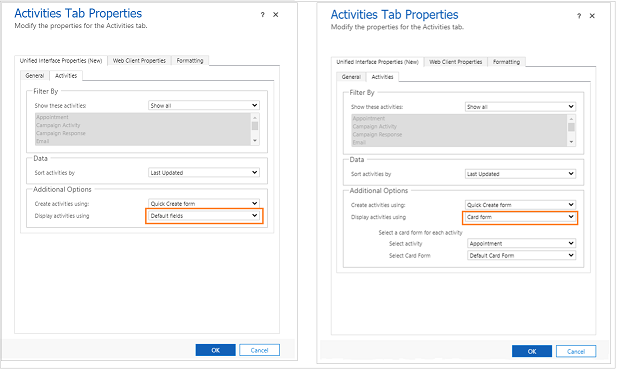 Activities Tab Properties
? ×
Modify the properties for the Activities tab.
Unified Interface Properties (New) Web Client Properties Formatting
General Activities
Filter By
Show these activities: Show all
Appointment
Campaign Activity
Campaign Response
Email
Data
Sort activities by Last Updated
Additional Options
Create activities using: Quick Create form
Display activities using Default fields
OK Cancel
Activities Tab Properties
? ×
Modify the properties for the Activities tab.
Unified Interface Properties (New) Web Client Properties Formatting
General Activities
Filter By
Show these activities: Show all
Appointment
Campaign Activity
Campaign Response
Email
Data
Sort activities by Last Updated
Additional Options
Create activities using: Quick Create form
Display activities using Card form
Select a card form for each activity
Select activity Appointment
Select Card Form Default Card Form
OK Cancel